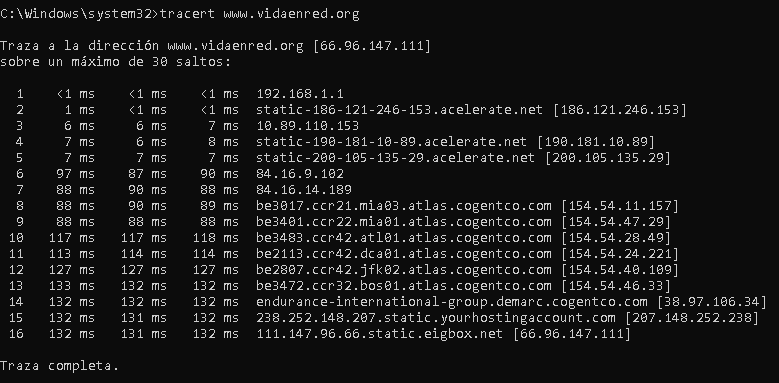 C:\Windows\system32>tracert www.vidaenred.org
Traza a la dirección www.vidaenred.org [66.96.147.111]
sobre un máximo de 30 saltos:
1 <1 ms <1 ms <1 ms 192.168.1.1
2 1 ms <1 ms <1 ms static-186-121-246-153.acelerate.net [186.121.246.153]
3 6 ms 6 ms 7 ms 10.89.110.153
4 7 ms 6 ms 8 ms static-190-181-10-89.acelerate.net [190.181.10.89]
5 7 ms 7 ms 7 ms static-200-105-135-29.acelerate.net [200.105.135.29]
6 97 ms 87 ms 90 ms 84.16.9.102
7 88 ms 90 ms 88 ms 84.16.14.189
8 88 ms 90 ms 89 ms be3017.ccr21.mia03.atlas.cogentco.com [154.54.11.157]
9 88 ms 88 ms 88 ms be3401.ccr22.mia01.atlas.cogentco.com [154.54.47.29]
10 117 ms 117 ms 118 ms be3483.ccr42.atl01.atlas.cogentco.com [154.54.28.49]
11 113 ms 114 ms 114 ms be2113.ccr42.dca01.atlas.cogentco.com [154.54.24.221]
12 127 ms 127 ms 127 ms be2807.ccr42.jfk02.atlas.cogentco.com [154.54.40.109]
13 133 ms 132 ms 132 ms be3472.ccr32.bos01.atlas.cogentco.com [154.54.46.33]
14 132 ms 132 ms 132 ms endurance-international-group.demarc.cogentco.com [38.97.106.34]
15 132 ms 131 ms 132 ms 238.252.148.207.static.yourhostingaccount.com [207.148.252.238]
16 132 ms 131 ms 132 ms 111.147.96.66.static.eigbox.net [66.96.147.111]
Traza completa.